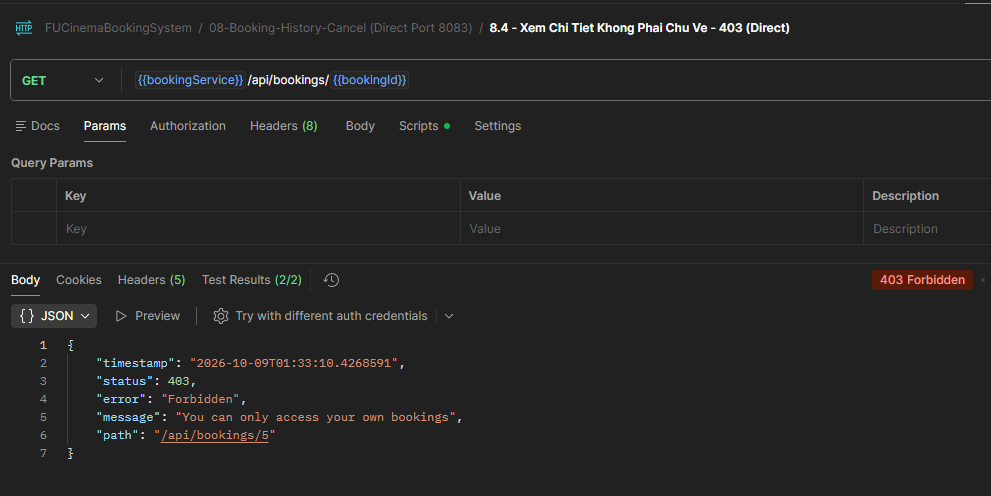 HTTP FUCinemaBookingSystem / 08-Booking-History-Cancel (Direct Port 8083) / 8.4 - Xem Chi Tiet Khong Phai Chu Ve - 403 (Direct)
GET {{bookingService}} /api/bookings/ {{bookingId}}
Docs Params Authorization Headers (8) Body Scripts Settings
Query Params
Key Value Description
Key Value Description
Body Cookies Headers (5) Test Results (2/2) 403 Forbidden
{ } JSON Preview Try with different auth credentials
1 {
2 "timestamp": "2026-10-09T01:33:10.4268591",
3 "status": 403,
4 "error": "Forbidden",
5 "message": "You can only access your own bookings",
6 "path": "/api/bookings/5"
7 }